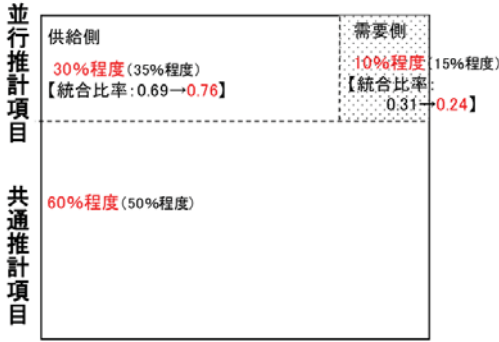 並行推計項目
供給側
30%程度(35%程度)
【統合比率:0.69→0.76】
需要側
10%程度(15%程度)
【統合比率:
0.31→0.24】
共通推計項目
60%程度(50%程度)